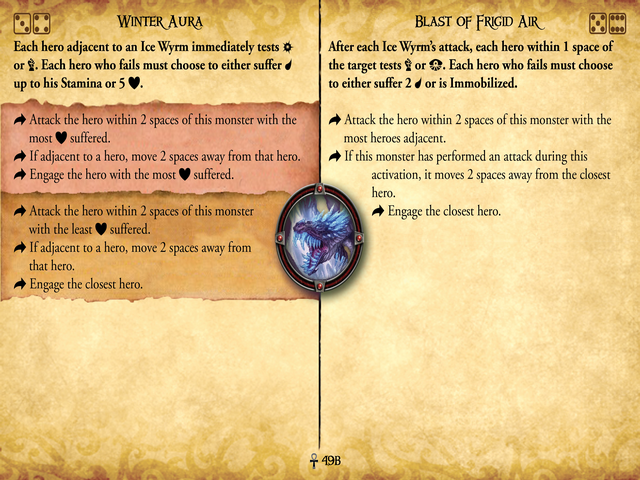 Winter Aura
Each hero adjacent to an Ice Wyrm immediately tests
or . Each hero who fails must choose to either suffer
up to his Stamina or 5 .
Attack the hero within 2 spaces of this monster with the
most suffered.
If adjacent to a hero, move 2 spaces away from that hero.
Engage the hero with the most suffered.
Attack the hero within 2 spaces of this monster
with the least suffered.
If adjacent to a hero, move 2 spaces away from
that hero.
Engage the closest hero.
Blast of Frigid Air
After each Ice Wyrm's attack, each hero within 1 space of
the target tests or . Each hero who fails must choose
to either suffer 2 or is Immobilized.
Attack the hero within 2 spaces of this monster with the
most heroes adjacent.
If this monster has performed an attack during this
activation, it moves 2 spaces away from the closest
hero.
Engage the closest hero.
49B